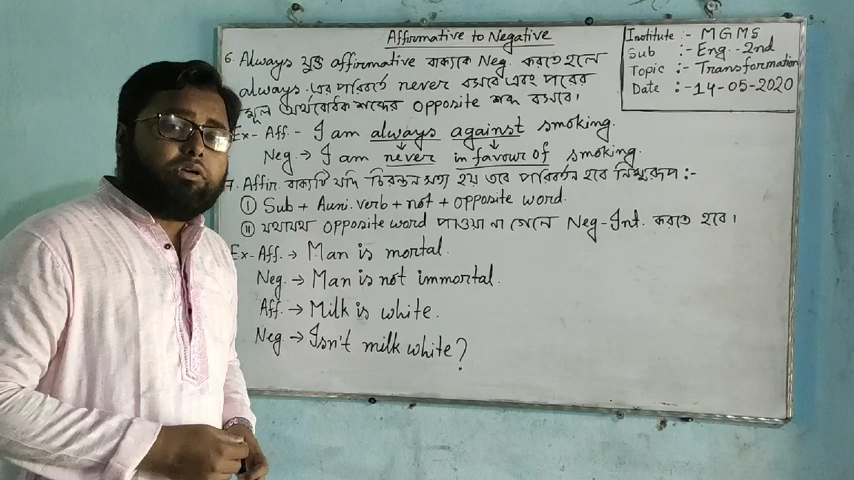 Affirmative to Negative
Institute :- MGMS
Sub :- Eng. -2nd
Topic :- Transformation
Date :- 14-05-2020
6. Always যুক্ত affirmative বাক্যকে Neg. করতে হলে
always এর পরিবর্তে never বসবে এবং পরের
মূল অর্থবোধক শব্দের opposite শব্দ বসবে।
Ex- Aff. - I am always against smoking.
Neg → I am never in favour of smoking.
7. Affir. বাক্যটি যদি চিরন্তন সত্য হয় তবে পরিবর্তন হবে নিম্নরূপ :-
(i) Sub + Auxi. verb + not + opposite word.
(ii) যথাযথ opposite word পাওয়া না গেলে Neg-Int. করতে হবে।
Ex- Aff. → Man is mortal.
Neg. → Man is not immortal.
Aff. → Milk is white.
Neg → Isn't milk white?